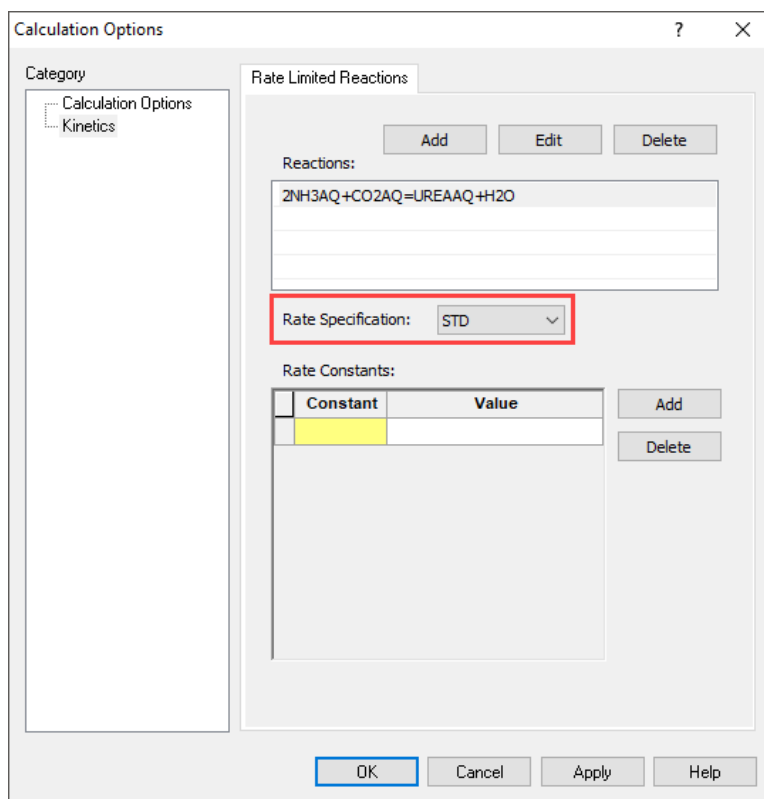 Calculation Options
?
Category
Calculation Options
Kinetics
Rate Limited Reactions
Add Edit Delete
Reactions:
2NH3AQ+CO2AQ=UREAAQ+H2O
Rate Specification: STD
Rate Constants:
Constant Value
Add
Delete
OK Cancel Apply Help